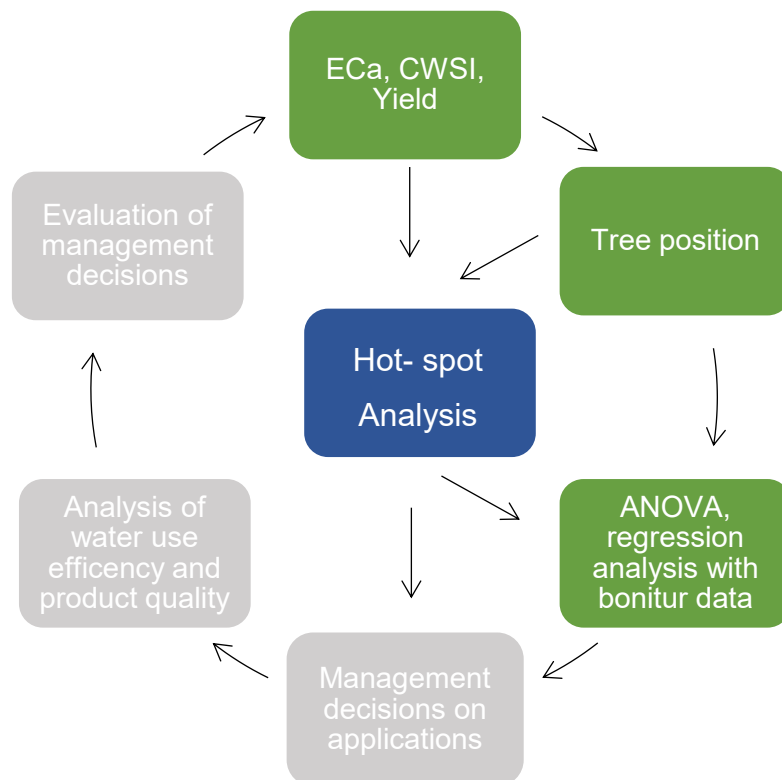 ECa, CWSI,
Yield
Tree position
Hot- spot
Analysis
ANOVA,
regression
analysis with
bonitur data
Management
decisions on
applications
Analysis of
water use
efficency and
product quality
Evaluation of
management
decisions